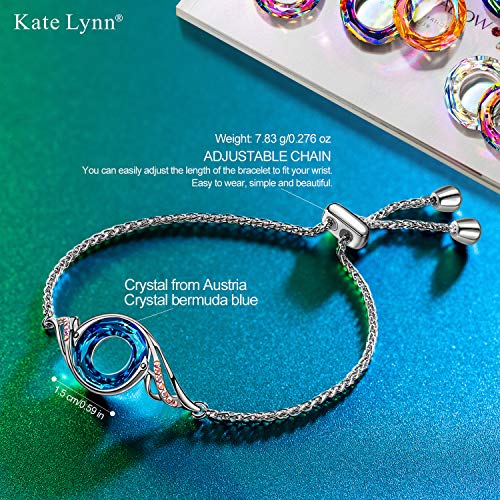 Kate Lynn®
Weight: 7.83 g/0.276 oz
ADJUSTABLE CHAIN
You can easily adjust the length of the bracelet to fit your wrist.
Easy to wear, simple and beautiful.
Crystal from Austria
Crystal bermuda blue
1.5 cm/0.59 in